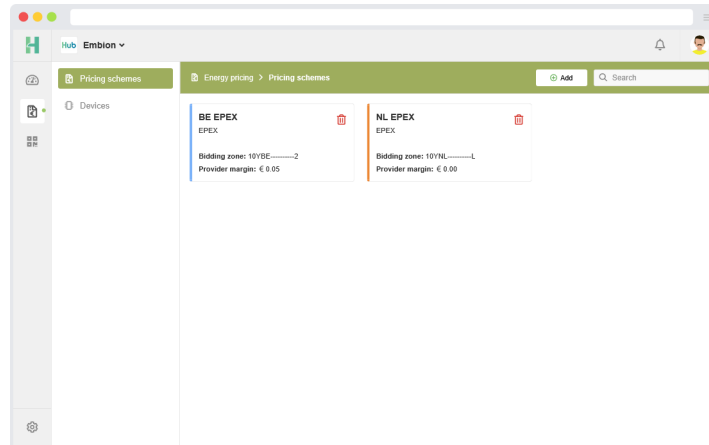 H
Hub Embion
Pricing schemes
Devices
Energy pricing > Pricing schemes
Add
Search
BE EPEX
EPEX
Bidding zone: 10YBE----------2
Provider margin: € 0.05
NL EPEX
EPEX
Bidding zone: 10YNL----------L
Provider margin: € 0.00